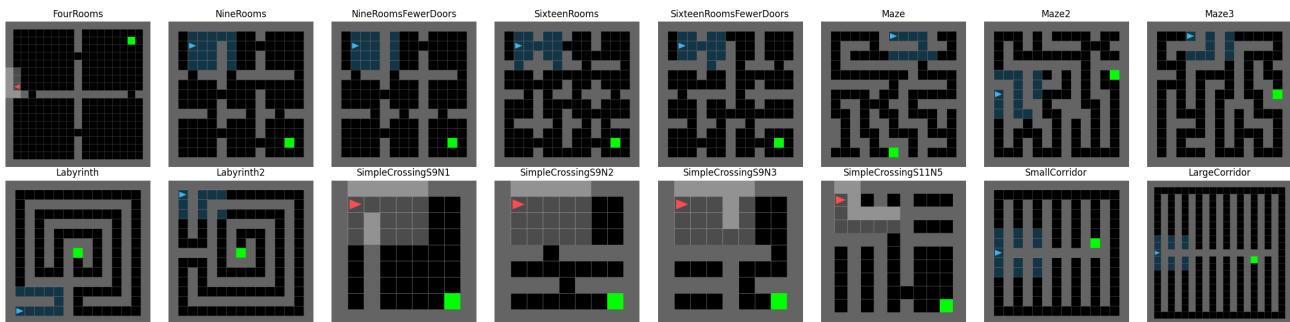 FourRooms
NineRooms
NineRoomsFewerDoors
SixteenRooms
SixteenRoomsFewerDoors
Maze
Maze2
Maze3
Labyrinth
Labyrinth2
SimpleCrossingS9N1
SimpleCrossingS9N2
SimpleCrossingS9N3
SimpleCrossingS11N5
SmallCorridor
LargeCorridor